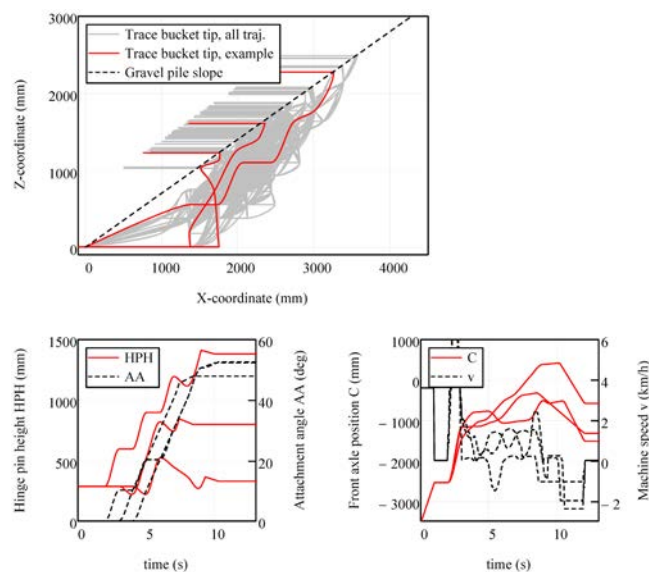 3000
2000
1000
0
Z-coordinate (mm)
Trace bucket tip, all traj.
Trace bucket tip, example
Gravel pile slope
0 1000 2000 3000 4000
X-coordinate (mm)
1500
1000
500
0
Hinge pin height HPH (mm)
HPH
AA
60
40
20
0
Attachment angle AA (deg)
0 5 10
time (s)
1000
0
− 1000
− 2000
− 3000
Front axle position C (mm)
C
v
6
4
2
0
− 2
Machine speed v (km/h)
0 5 10
time (s)